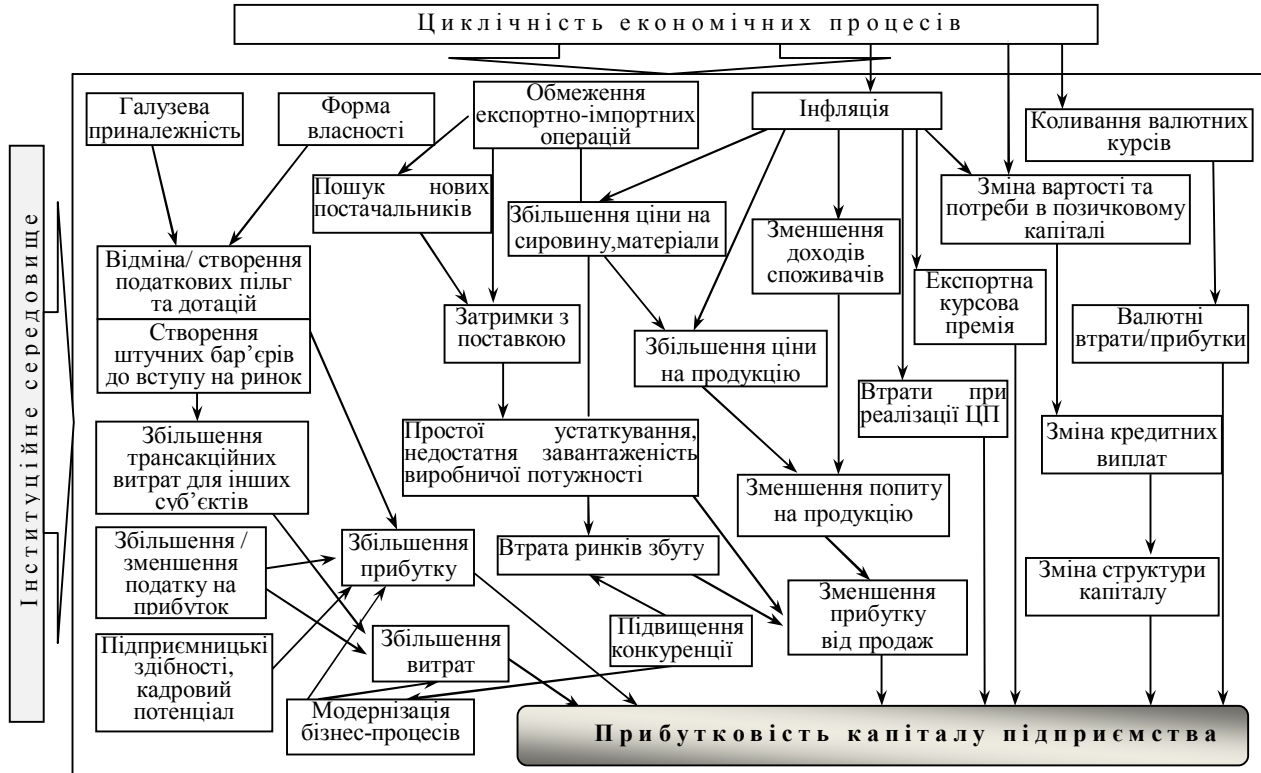 Циклічність економічних процесів
Інституційне середовище
Галузева
приналежність
Форма
власності
Обмеження
експортно-імпортних
операцій
Інфляція
Коливання валютних
курсів
Пошук нових
постачальників
Збільшення ціни на
сировину,матеріали
Зменшення
доходів
споживачів
Зміна вартості та
потреби в позичковому
капіталі
Відміна/ створення
податкових пільг
та дотацій
Створення
штучних бар’єрів
до вступу на ринок
Затримки з
поставкою
Збільшення ціни
на продукцію
Експортна
курсова
премія
Валютні
втрати/прибутки
Втрати при
реалізації ЦП
Збільшення
трансакційних
витрат для інших
суб’єктів
Простої устаткування,
недостатня завантаженість
виробничої потужності
Зменшення попиту
на продукцію
Зміна кредитних
виплат
Збільшення /
зменшення
податку на
прибуток
Збільшення
прибутку
Втрата ринків збуту
Зменшення
прибутку
від продаж
Зміна структури
капіталу
Підприємницькі
здібності,
кадровий
потенціал
Збільшення
витрат
Підвищення
конкуренції
Модернізація
бізнес-процесів
Прибутковість капіталу підприємства